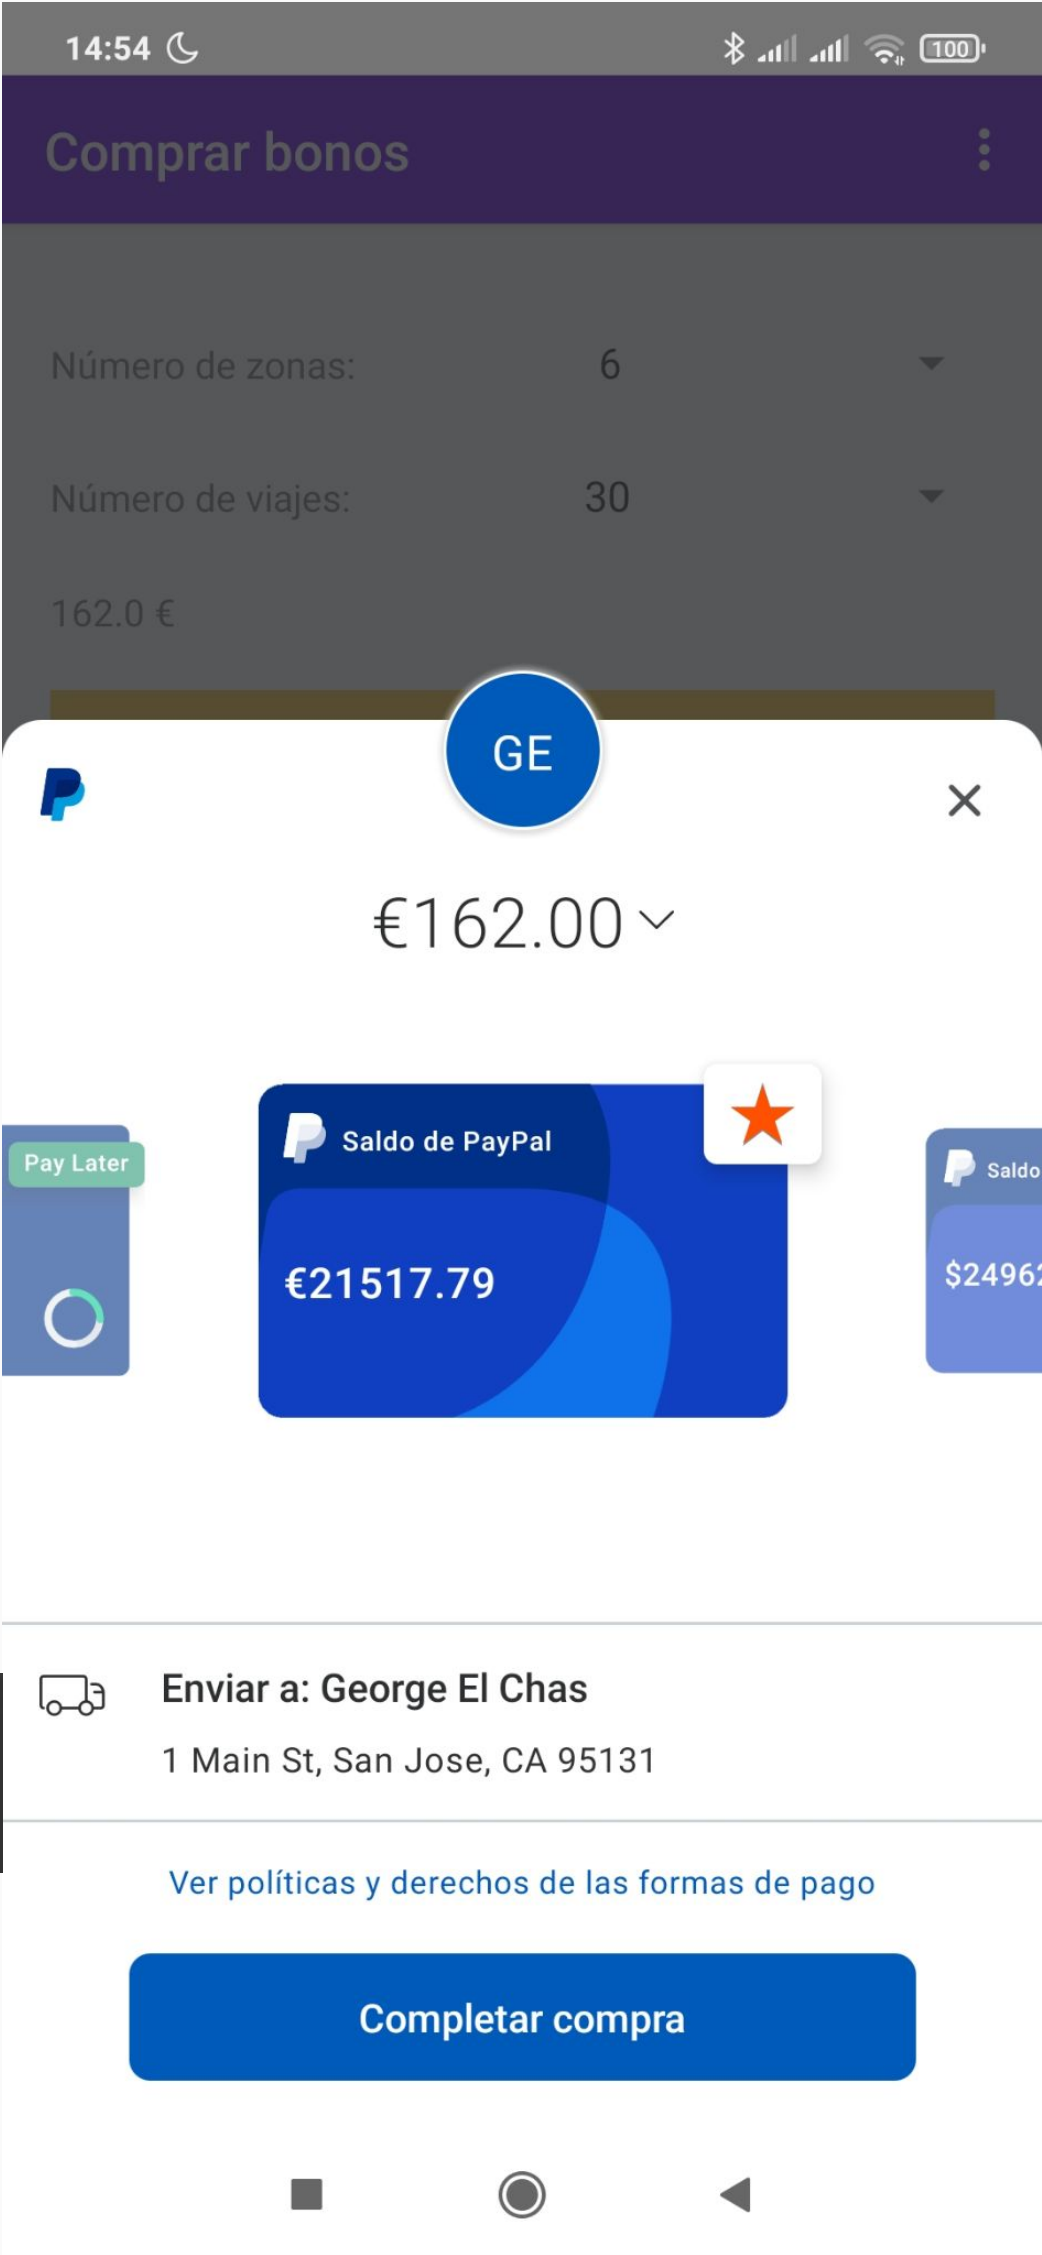 14:54
100
Comprar bonos
Número de zonas: 6
Número de viajes: 30
162.0 €
GE
€162.00
Pay Later
Saldo de PayPal
€21517.79
Saldo
$2496
Enviar a: George El Chas
1 Main St, San Jose, CA 95131
Ver políticas y derechos de las formas de pago
Completar compra